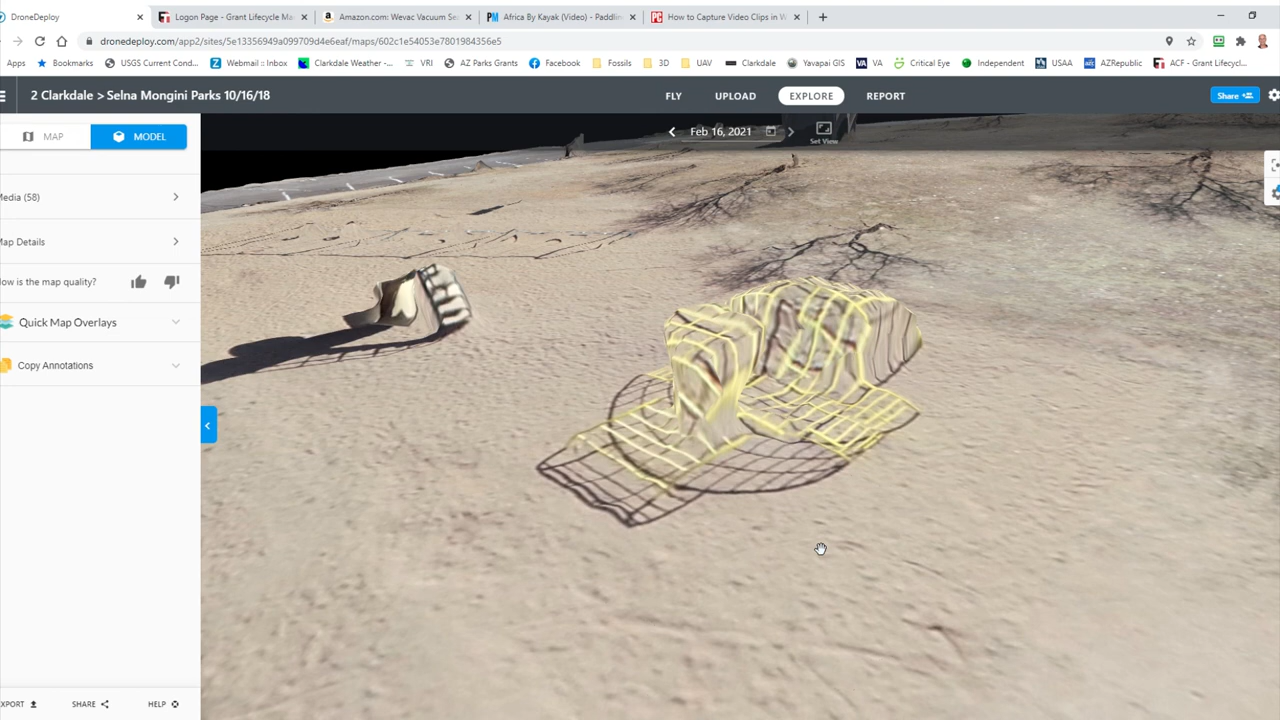 DroneDeploy
Logon Page - Grant Lifecycle Ma
Amazon.com: Wevac Vacuum Se
Africa By Kayak (Video) - Paddlin
How to Capture Video Clips in W
dronedeploy.com/app2/sites/5e13356949a099709d4e6eaf/maps/602c1e54053e7801984356e5
Apps
Bookmarks
USGS Current Cond...
Webmail :: Inbox
Clarkdale Weather -...
VRI
AZ Parks Grants
Facebook
Fossils
3D
UAV
Clarkdale
Yavapai GIS
VA
Critical Eye
Independent
USAA
AZRepublic
ACF - Grant Lifecycl...
2 Clarkdale > Selna Mongini Parks 10/16/18
FLY
UPLOAD
EXPLORE
REPORT
Share
MAP
MODEL
Feb 16, 2021
Set View
Media (58)
Map Details
How is the map quality?
Quick Map Overlays
Copy Annotations
EXPORT
SHARE
HELP